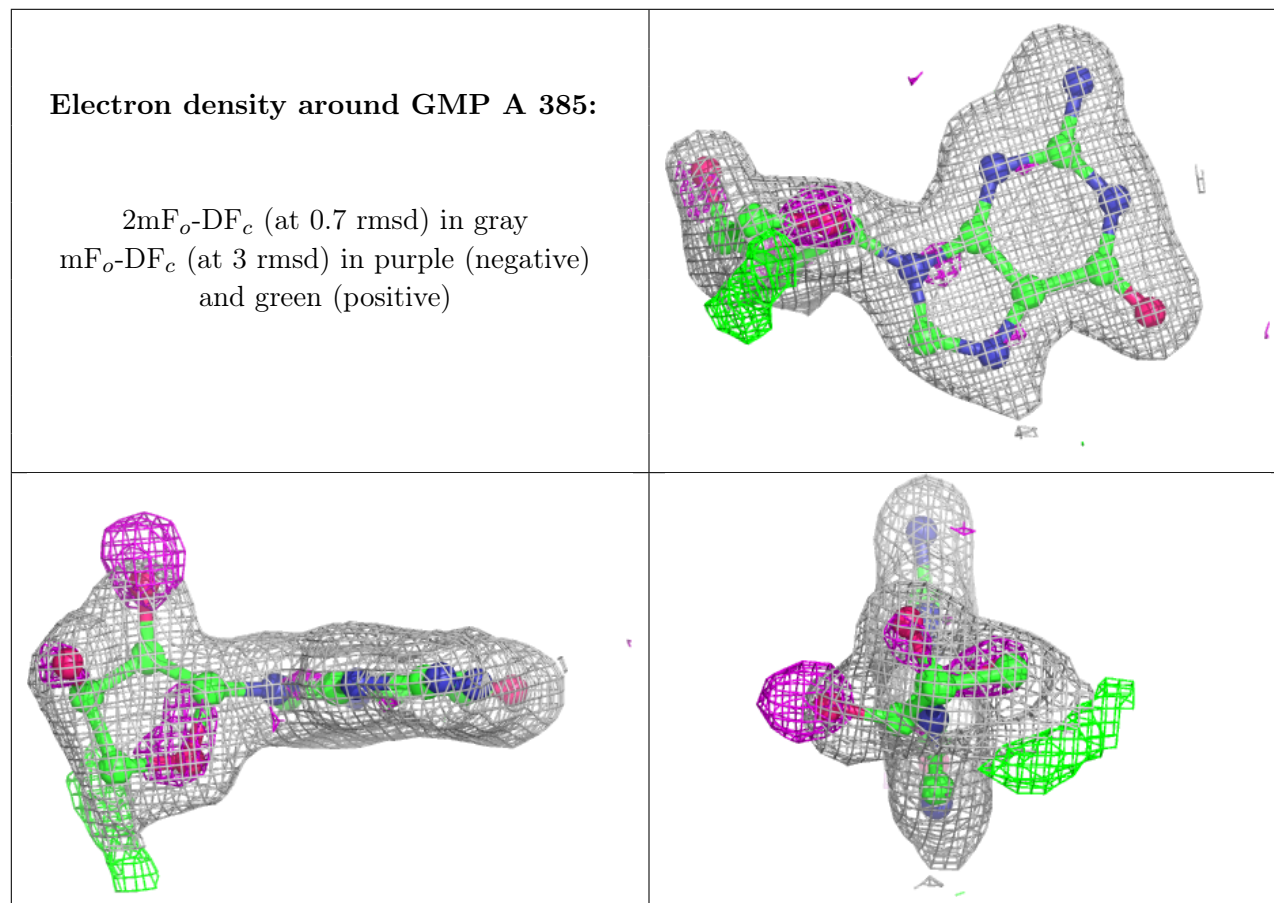 Electron density around GMP A 385:
2mFo-DFc (at 0.7 rmsd) in gray
mFo-DFc (at 3 rmsd) in purple (negative)
and green (positive)